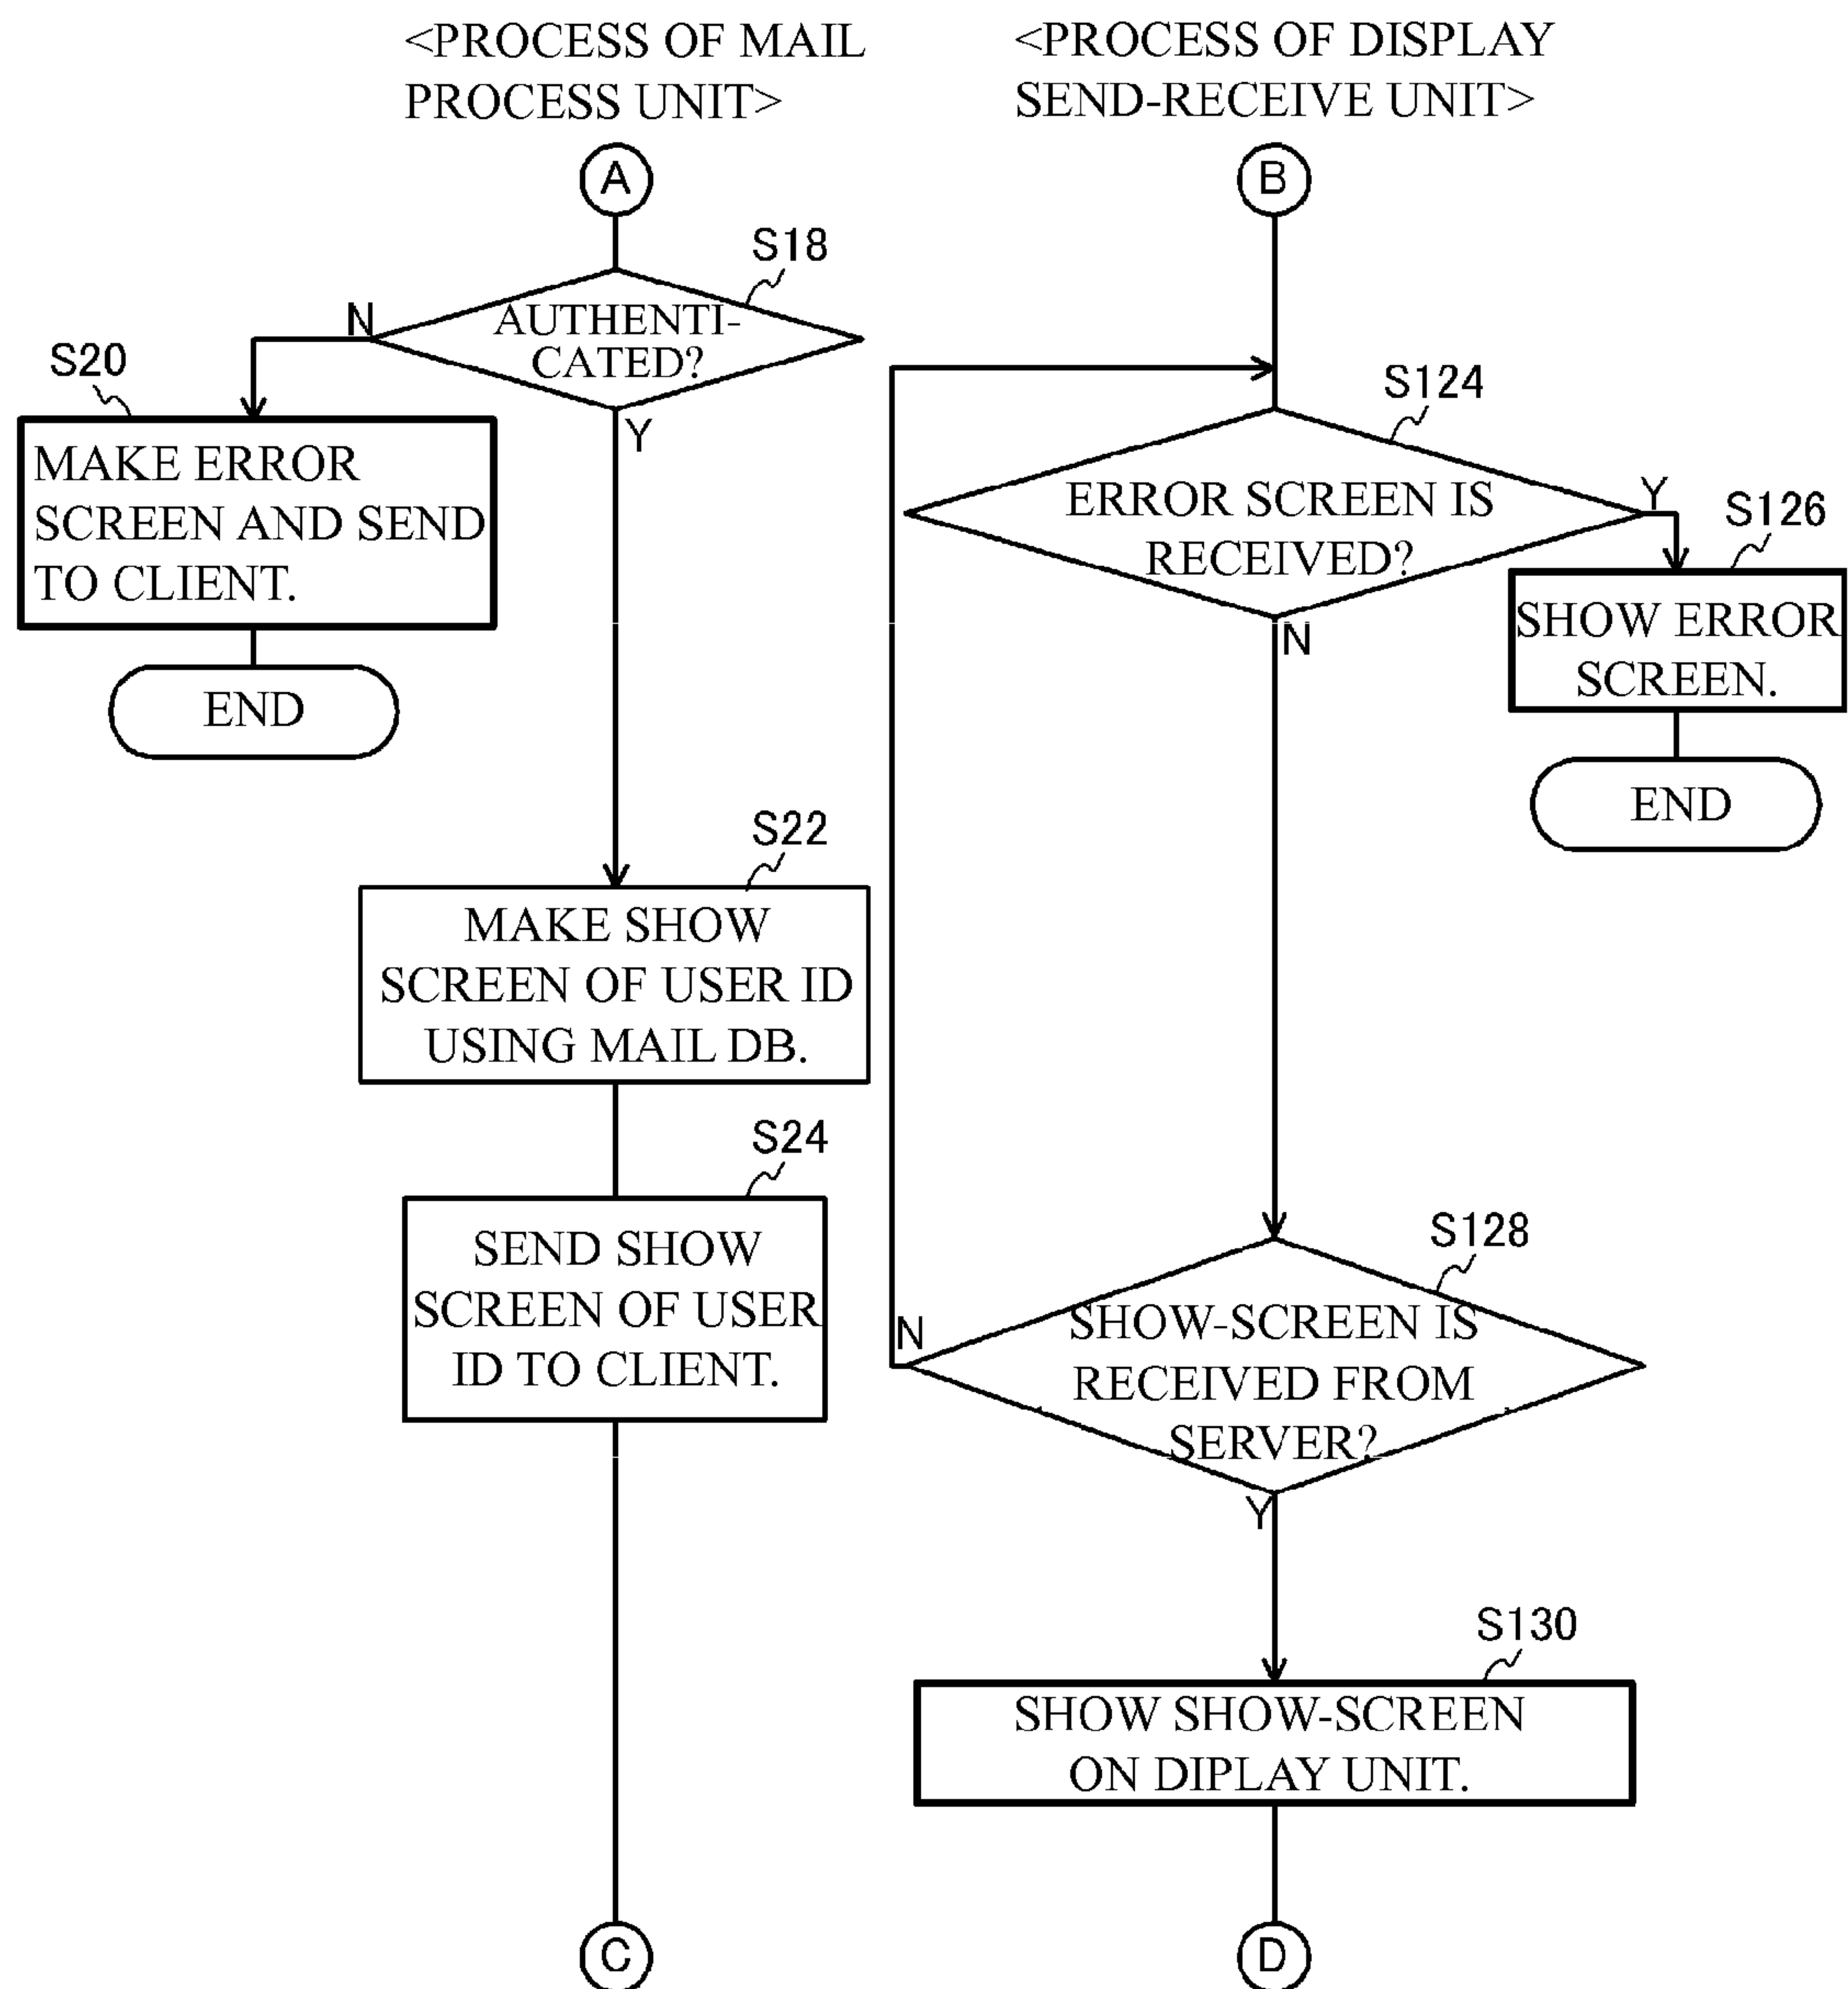 <PROCESS OF MAIL
PROCESS UNIT>
A
S18
AUTHENTI-
CATED?
N
Y
S20
MAKE ERROR
SCREEN AND SEND
TO CLIENT.
END
S22
MAKE SHOW
SCREEN OF USER ID
USING MAIL DB.
S24
SEND SHOW
SCREEN OF USER
ID TO CLIENT.
C
<PROCESS OF DISPLAY
SEND-RECEIVE UNIT>
B
S124
ERROR SCREEN IS
RECEIVED?
Y
N
S126
SHOW ERROR
SCREEN.
END
S128
SHOW-SCREEN IS
RECEIVED FROM
SERVER?
N
Y
S130
SHOW SHOW-SCREEN
ON DIPLAY UNIT.
D